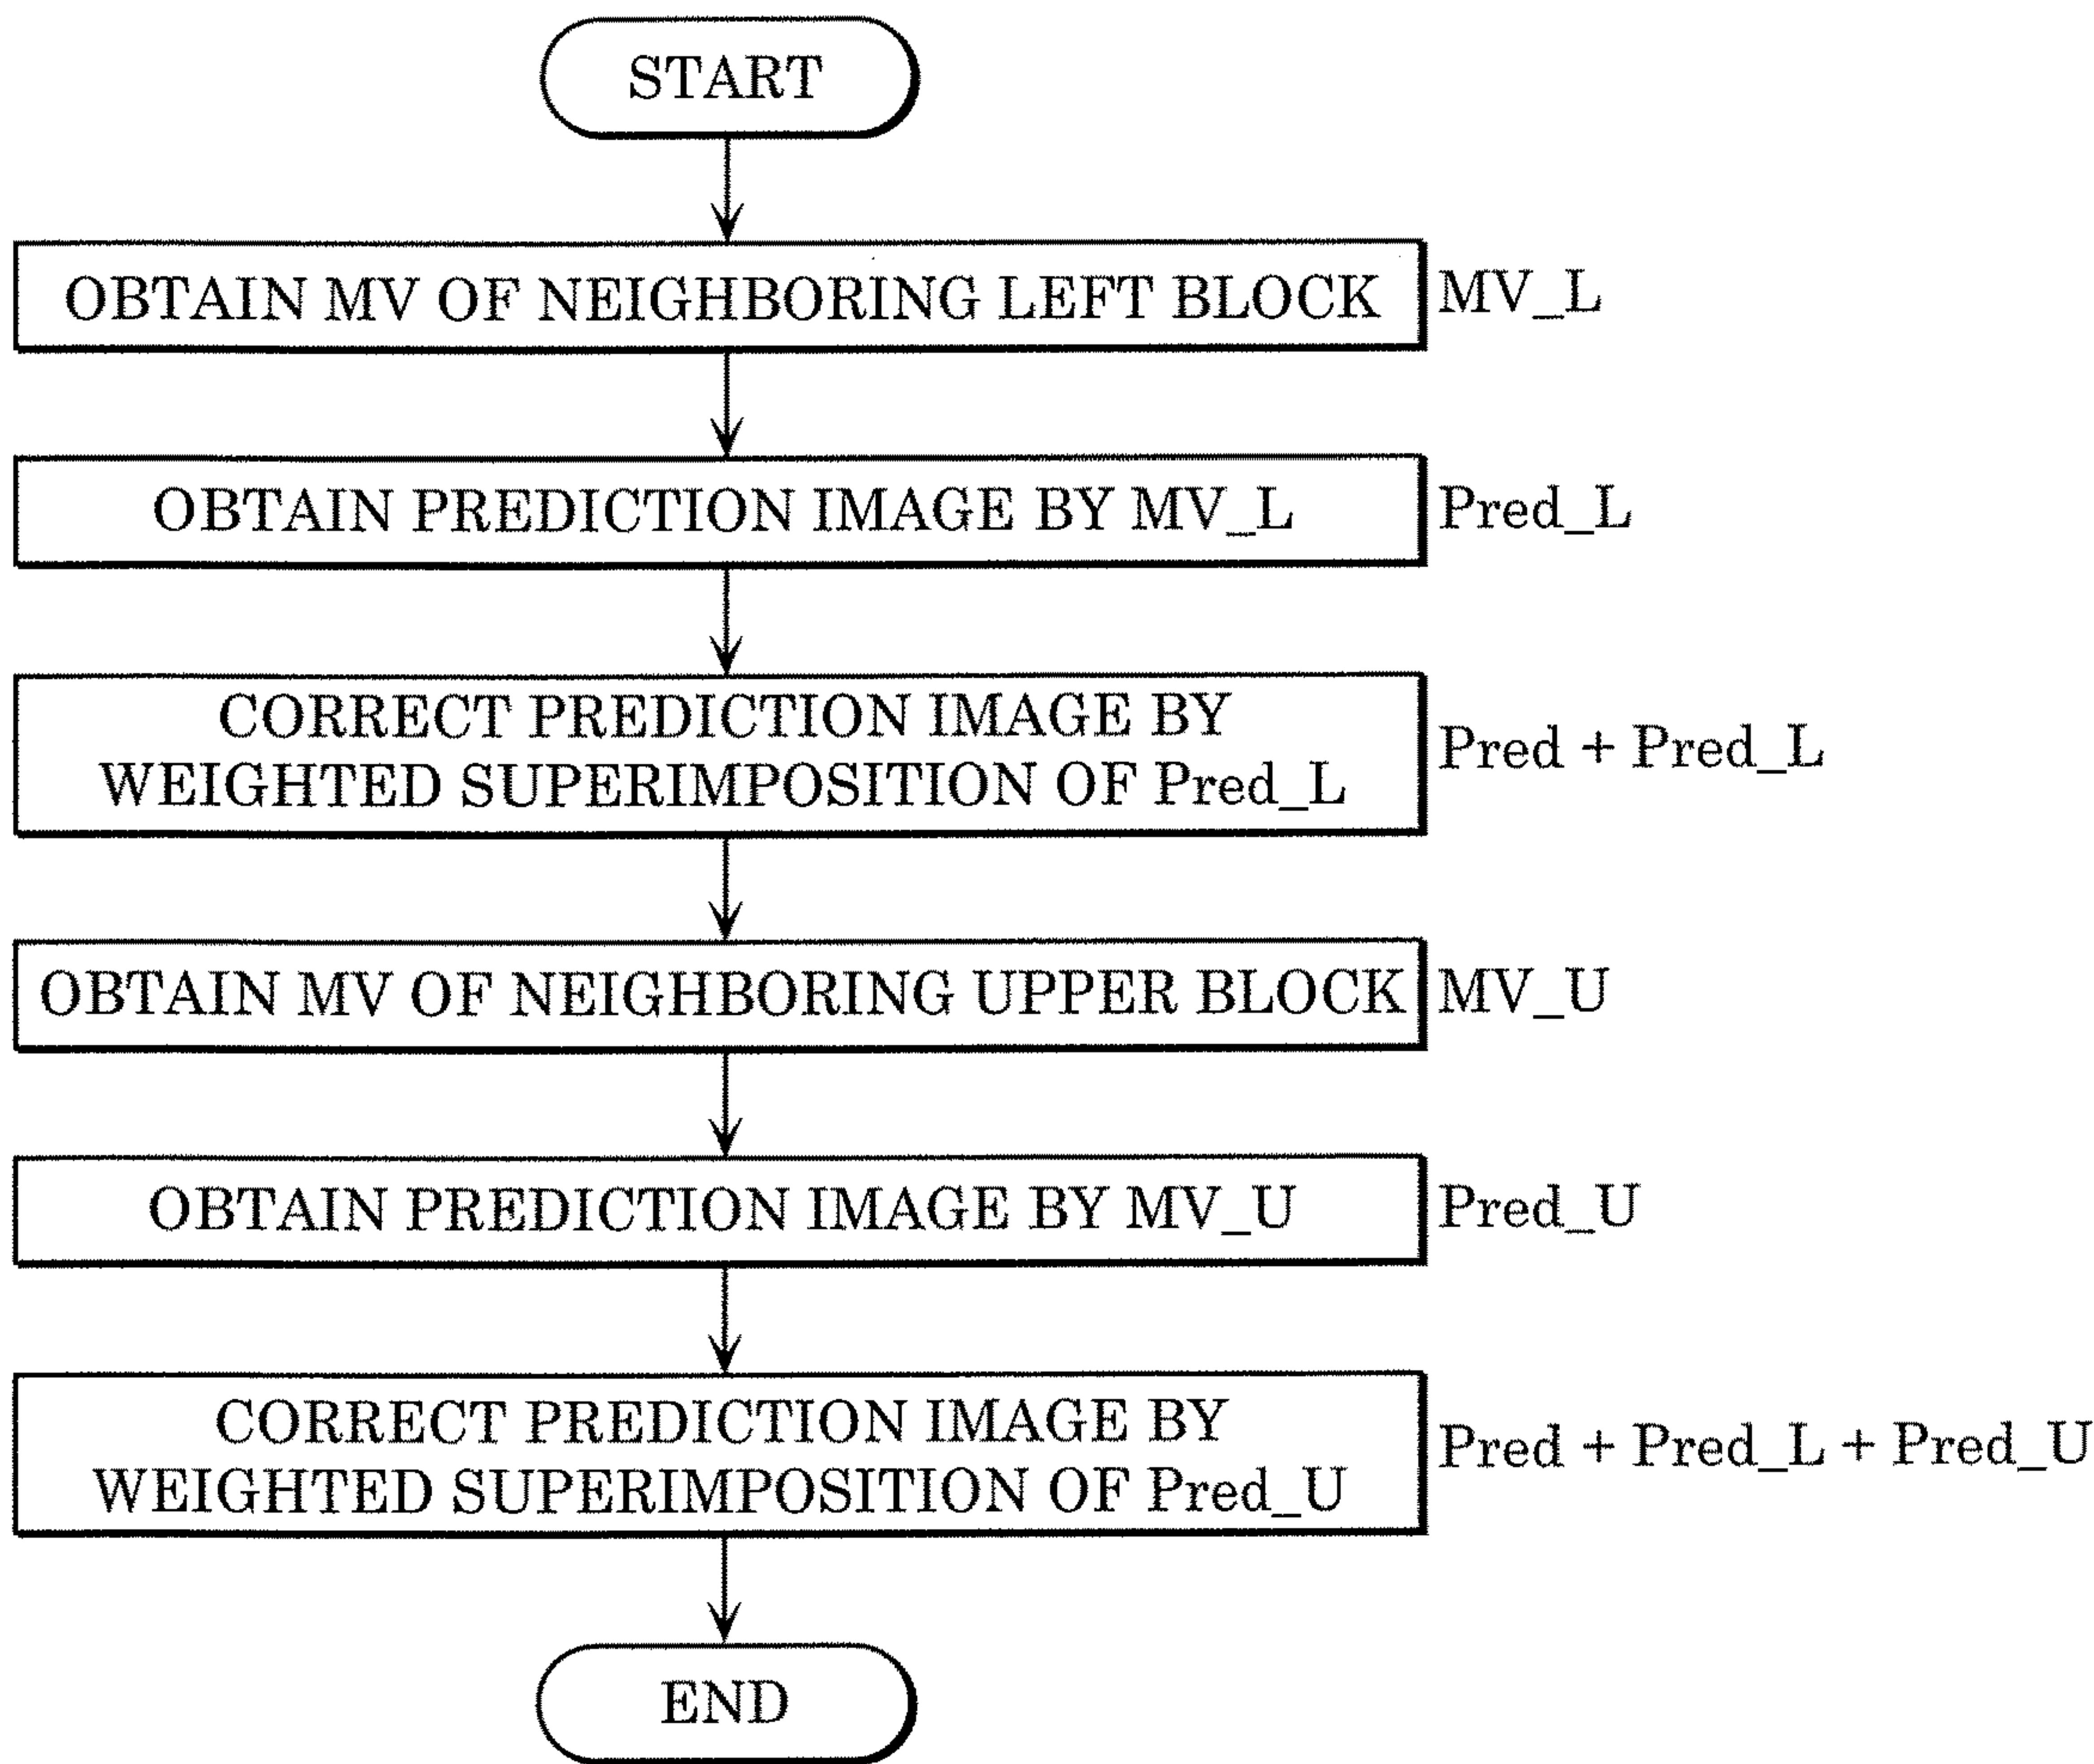 START
OBTAIN MV OF NEIGHBORING LEFT BLOCK MV_L
OBTAIN PREDICTION IMAGE BY MV_L Pred_L
CORRECT PREDICTION IMAGE BY
WEIGHTED SUPERIMPOSITION OF Pred_L
Pred + Pred_L
OBTAIN MV OF NEIGHBORING UPPER BLOCK MV_U
OBTAIN PREDICTION IMAGE BY MV_U Pred_U
CORRECT PREDICTION IMAGE BY
WEIGHTED SUPERIMPOSITION OF Pred_U
Pred + Pred_L + Pred_U
END